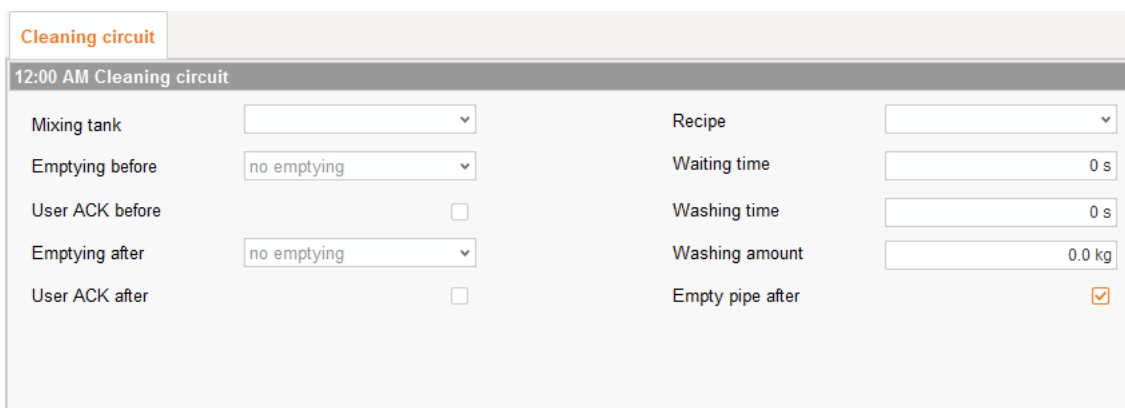 Cleaning circuit
12:00 AM Cleaning circuit
Mixing tank
Emptying before no emptying
User ACK before
Emptying after no emptying
User ACK after
Recipe
Waiting time 0 s
Washing time 0 s
Washing amount 0.0 kg
Empty pipe after